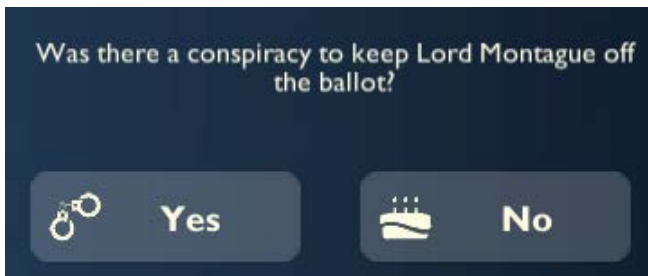 Was there a conspiracy to keep Lord Montague off
the ballot?
Yes
No